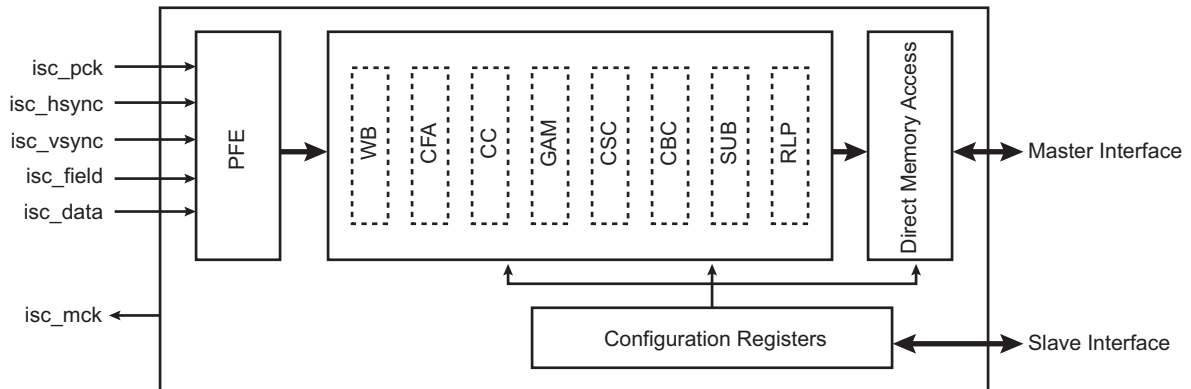 isc_pck
isc_hsync
isc_vsync
isc_field
isc_data
isc_mck
PFE
WB
CFA
CC
GAM
CSC
CBC
SUB
RLP
Direct Memory Access
Master Interface
Configuration Registers
Slave Interface